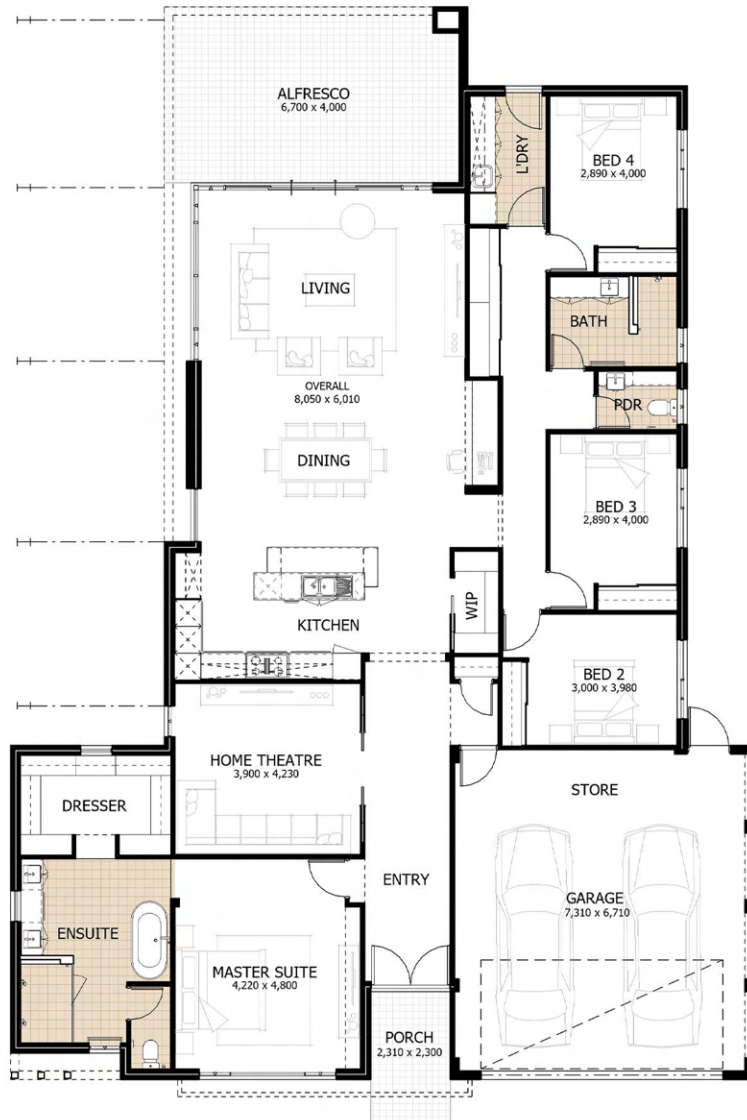 ALFRESCO
6,700 x 4,000
L'DRY
BED 4
2,890 x 4,000
LIVING
BATH
OVERALL
8,050 x 6,010
PDR
DINING
BED 3
2,890 x 4,000
WIP
KITCHEN
BED 2
3,000 x 3,980
HOME THEATRE
3,900 x 4,230
STORE
DRESSER
ENTRY
GARAGE
7,310 x 6,710
ENSUITE
MASTER SUITE
4,220 x 4,800
PORCH
2,310 x 2,300